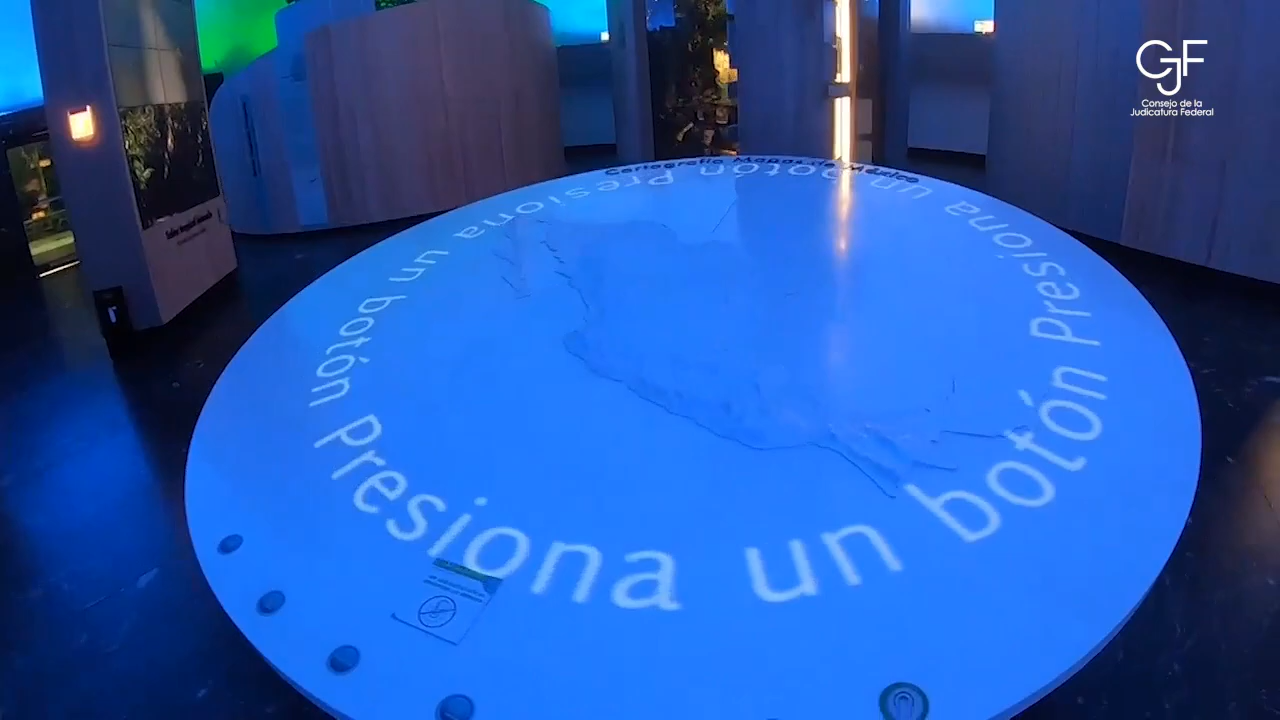 CJF
Consejo de la
Judicatura Federal
Cartografía Mapas de México
Presiona un botón Presiona un botón Presiona un botón Presiona un botón